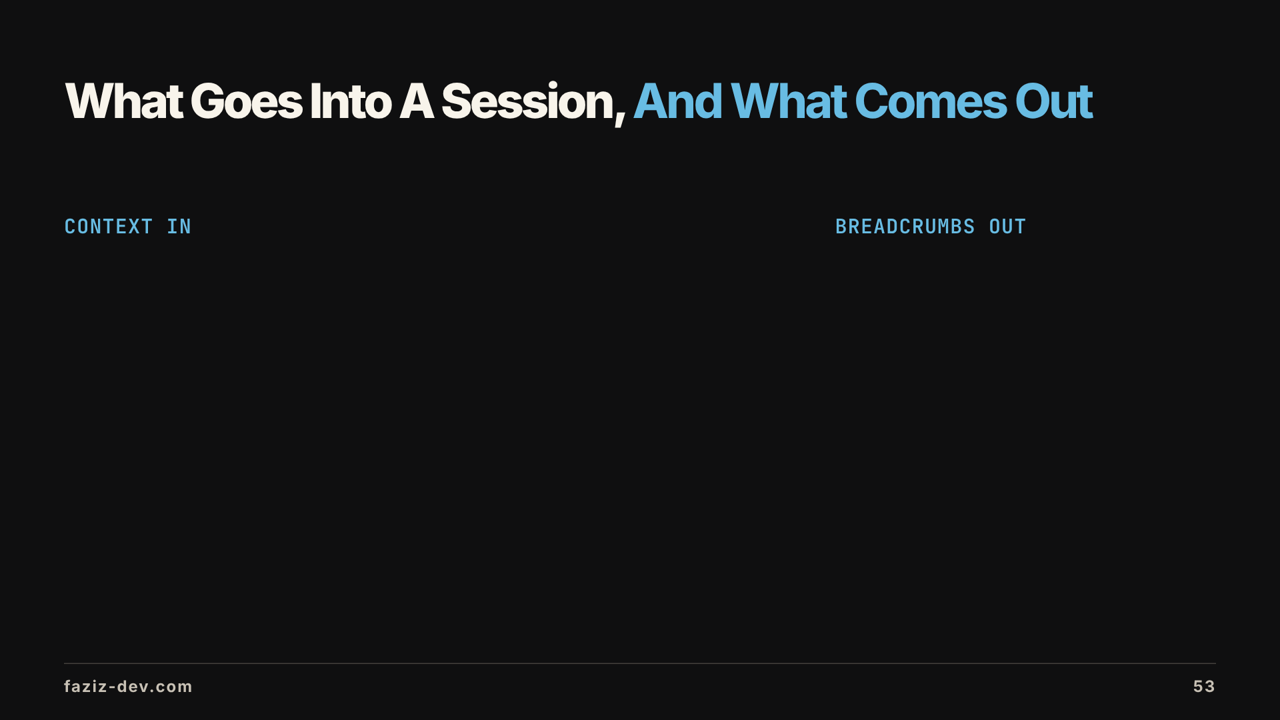 What Goes Into A Session, And What Comes Out
CONTEXT IN
BREADCRUMBS OUT
faziz-dev.com
53